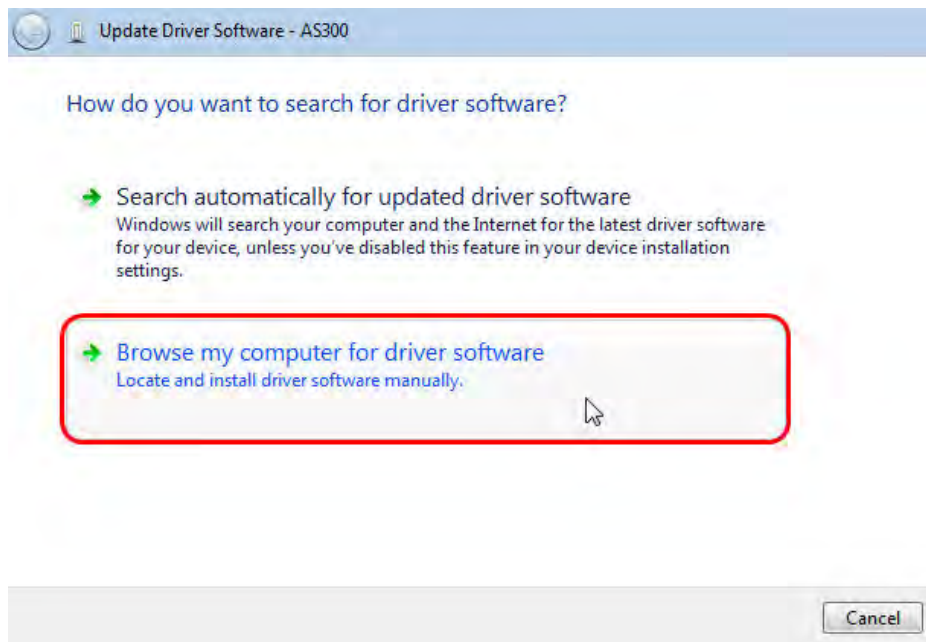 Update Driver Software - AS300
How do you want to search for driver software?
Search automatically for updated driver software
Windows will search your computer and the Internet for the latest driver software
for your device, unless you've disabled this feature in your device installation
settings.
Browse my computer for driver software
Locate and install driver software manually.
Cancel